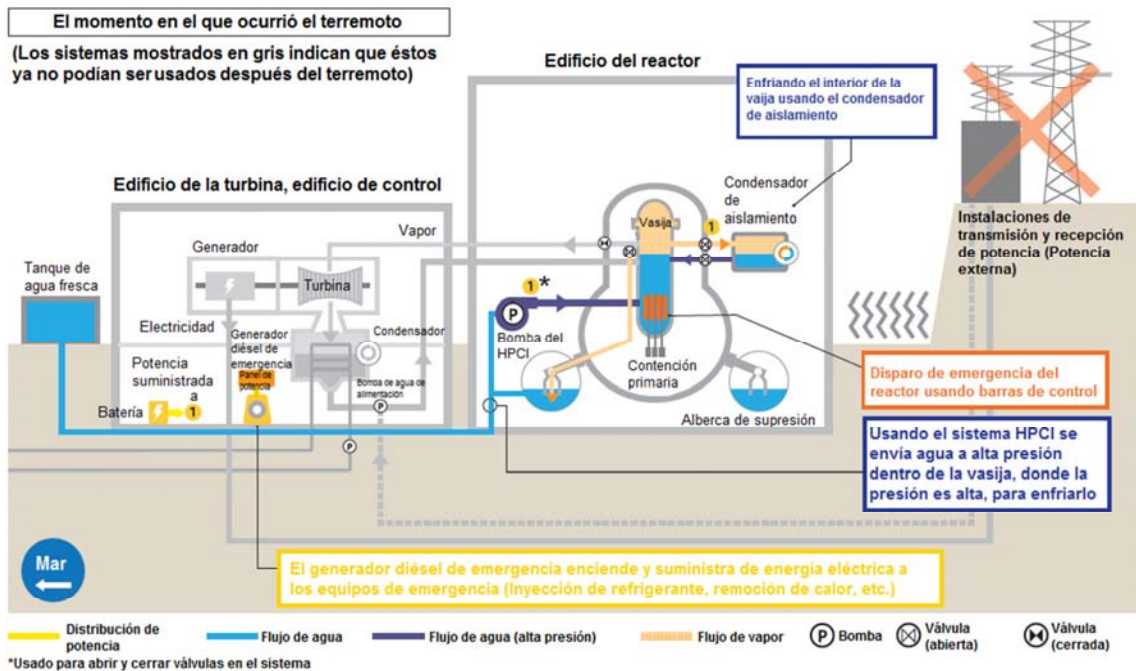 El momento en el que ocurrió el terremoto
(Los sistemas mostrados en gris indican que éstos
ya no podían ser usados después del terremoto)
Edificio del reactor
Enfriando el interior de la
vaija usando el condensador
de aislamiento
Edificio de la turbina, edificio de control
Condensador
de
aislamiento
Vasija
1
Vapor
Instalaciones de
transmisión y recepción
de potencia (Potencia
externa)
Generador
Tanque de
agua fresca
Turbina
1*
P
Electricidad
Generador
diésel de
emergencia
Condensador
Bomba del
HPCI
Contención
primaria
Disparo de emergencia del
reactor usando barras de control
Potencia
suministrada
a
Panel de
potencia
Bomba de agua de
alimentación
P
Batería
1
Alberca de supresión
P
Usando el sistema HPCI se
envía agua a alta presión
dentro de la vasija, donde la
presión es alta, para enfriarlo
Mar
El generador diésel de emergencia enciende y suministra de energía eléctrica a
los equipos de emergencia (Inyección de refrigerante, remoción de calor, etc.)
Distribución de
potencia
Flujo de agua
Flujo de agua (alta presión)
Flujo de vapor
P Bomba
Válvula
(abierta)
Válvula
(cerrada)
*Usado para abrir y cerrar válvulas en el sistema